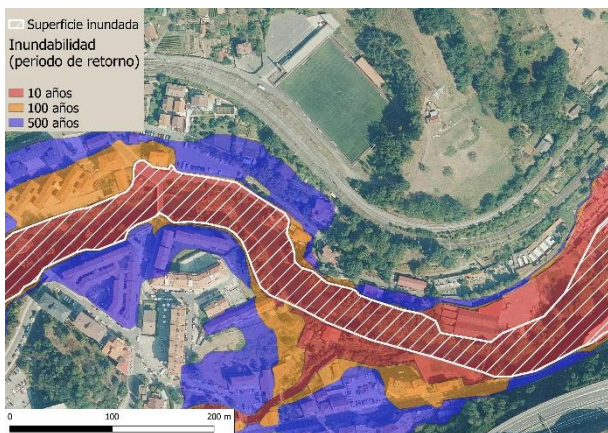 Superficie inundada
Inundabilidad
(periodo de retorno)
10 años
100 años
500 años
0 100 200 m